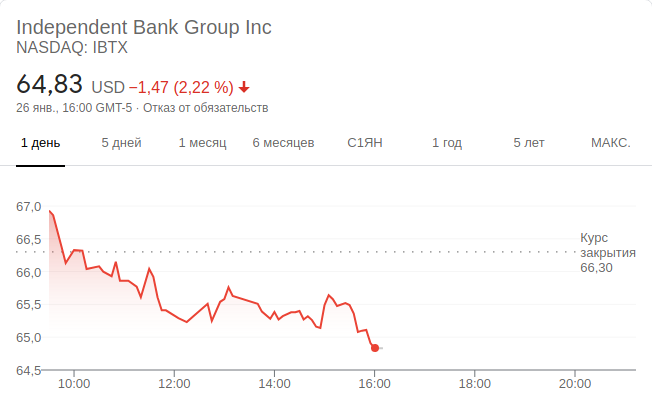 Independent Bank Group Inc
NASDAQ: IBTX
64,83 USD −1,47 (2,22 %)
26 янв., 16:00 GMT-5 · Отказ от обязательств
1 день 5 дней 1 месяц 6 месяцев С1ЯН 1 год 5 лет МАКС.
67,0
66,5
66,0
65,5
65,0
64,5
Курс
закрытия
66,30
10:00 12:00 14:00 16:00 18:00 20:00